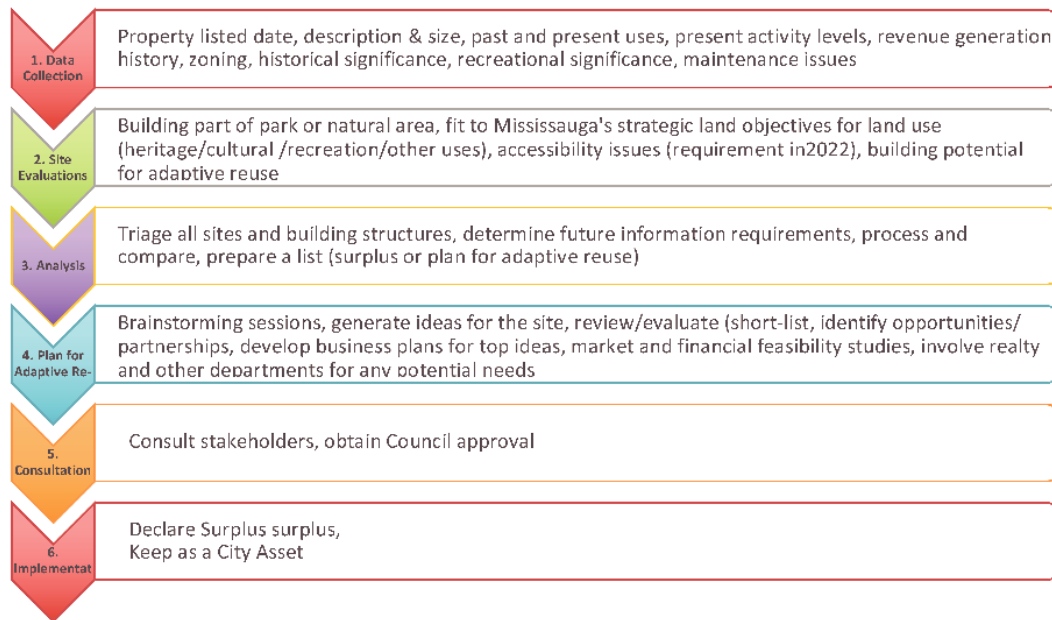 1. Data
Collection
Property listed date, description & size, past and present uses, present activity levels, revenue generation
history, zoning, historical significance, recreational significance, maintenance issues
2. Site
Evaluations
Building part of park or natural area, fit to Mississauga's strategic land objectives for land use
(heritage/cultural /recreation/other uses), accessibility issues (requirement in2022), building potential
for adaptive reuse
3. Analysis
Triage all sites and building structures, determine future information requirements, process and
compare, prepare a list (surplus or plan for adaptive reuse)
4. Plan for
Adaptive Re-
Brainstorming sessions, generate ideas for the site, review/evaluate (short-list, identify opportunities/
partnerships, develop business plans for top ideas, market and financial feasibility studies, involve realty
and other departments for any potential needs
5.
Consultation
Consult stakeholders, obtain Council approval
6.
Implementat
Declare Surplus surplus,
Keep as a City Asset